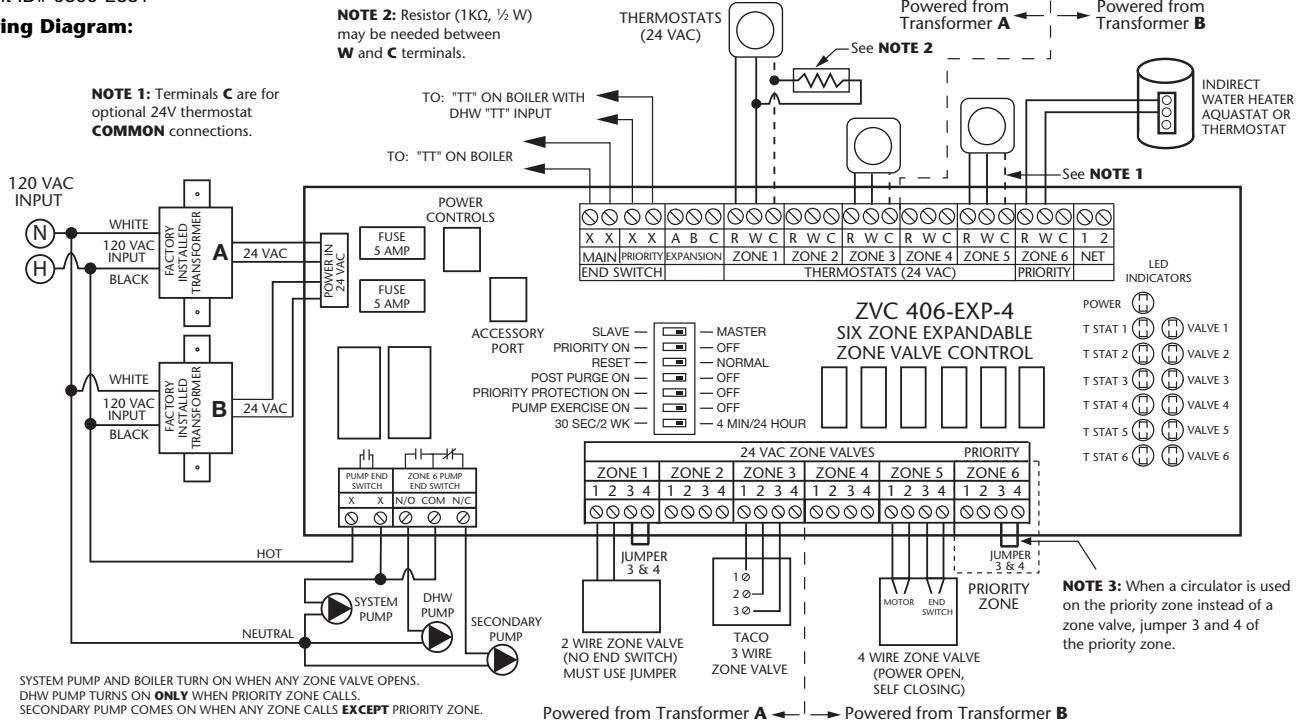 ring Diagram:
NOTE 2: Resistor (1KΩ, ½ W)
may be needed between
W and C terminals.
THERMOSTATS
(24 VAC)
Powered from
Transformer A
Powered from
Transformer B
See NOTE 2
NOTE 1: Terminals C are for
optional 24V thermostat
COMMON connections.
TO: "TT" ON BOILER WITH
DHW "TT" INPUT
TO: "TT" ON BOILER
INDIRECT
WATER HEATER
AQUASTAT OR
THERMOSTAT
See NOTE 1
120 VAC
INPUT
N
H
WHITE
120 VAC
INPUT
BLACK
FACTORY
INSTALLED
TRANSFORMER
A
24 VAC
POWER IN
24 VAC
FUSE
5 AMP
FUSE
5 AMP
POWER
CONTROLS
ACCESSORY
PORT
WHITE
120 VAC
INPUT
BLACK
FACTORY
INSTALLED
TRANSFORMER
B
24 VAC
X X X X A B C R W C R W C R W C R W C R W C R W C 1 2
MAIN PRIORITY EXPANSION ZONE 1 ZONE 2 ZONE 3 ZONE 4 ZONE 5 ZONE 6 NET
END SWITCH THERMOSTATS (24 VAC) PRIORITY
ZVC 406-EXP-4
SIX ZONE EXPANDABLE
ZONE VALVE CONTROL
SLAVE MASTER
PRIORITY ON OFF
RESET NORMAL
POST PURGE ON OFF
PRIORITY PROTECTION ON OFF
PUMP EXERCISE ON OFF
30 SEC/2 WK 4 MIN/24 HOUR
LED
INDICATORS
POWER
T STAT 1 VALVE 1
T STAT 2 VALVE 2
T STAT 3 VALVE 3
T STAT 4 VALVE 4
T STAT 5 VALVE 5
T STAT 6 VALVE 6
24 VAC ZONE VALVES PRIORITY
ZONE 1 ZONE 2 ZONE 3 ZONE 4 ZONE 5 ZONE 6
1 2 3 4 1 2 3 4 1 2 3 4 1 2 3 4 1 2 3 4 1 2 3 4
PUMP END
SWITCH
X X
ZONE 6 PUMP
END SWITCH
N/O COM N/C
HOT
NEUTRAL
SYSTEM
PUMP
DHW
PUMP
SECONDARY
PUMP
JUMPER
3 & 4
2 WIRE ZONE VALVE
(NO END SWITCH)
MUST USE JUMPER
1
2
3
TACO
3 WIRE
ZONE VALVE
MOTOR END
SWITCH
4 WIRE ZONE VALVE
(POWER OPEN,
SELF CLOSING)
JUMPER
3 & 4
PRIORITY
ZONE
NOTE 3: When a circulator is used
on the priority zone instead of a
zone valve, jumper 3 and 4 of
the priority zone.
SYSTEM PUMP AND BOILER TURN ON WHEN ANY ZONE VALVE OPENS.
DHW PUMP TURNS ON ONLY WHEN PRIORITY ZONE CALLS.
SECONDARY PUMP COMES ON WHEN ANY ZONE CALLS EXCEPT PRIORITY ZONE.
Powered from Transformer A
Powered from Transformer B